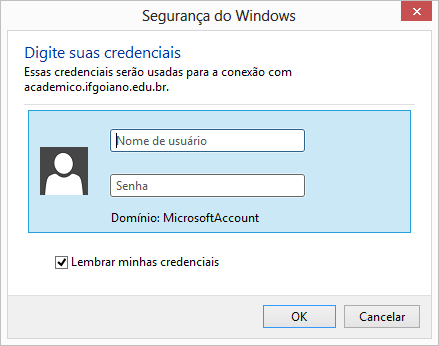 Segurança do Windows
Digite suas credenciais
Essas credenciais serão usadas para a conexão com
academico.ifgoiano.edu.br.
Nome de usuário
Senha
Domínio: MicrosoftAccount
Lembrar minhas credenciais
OK
Cancelar